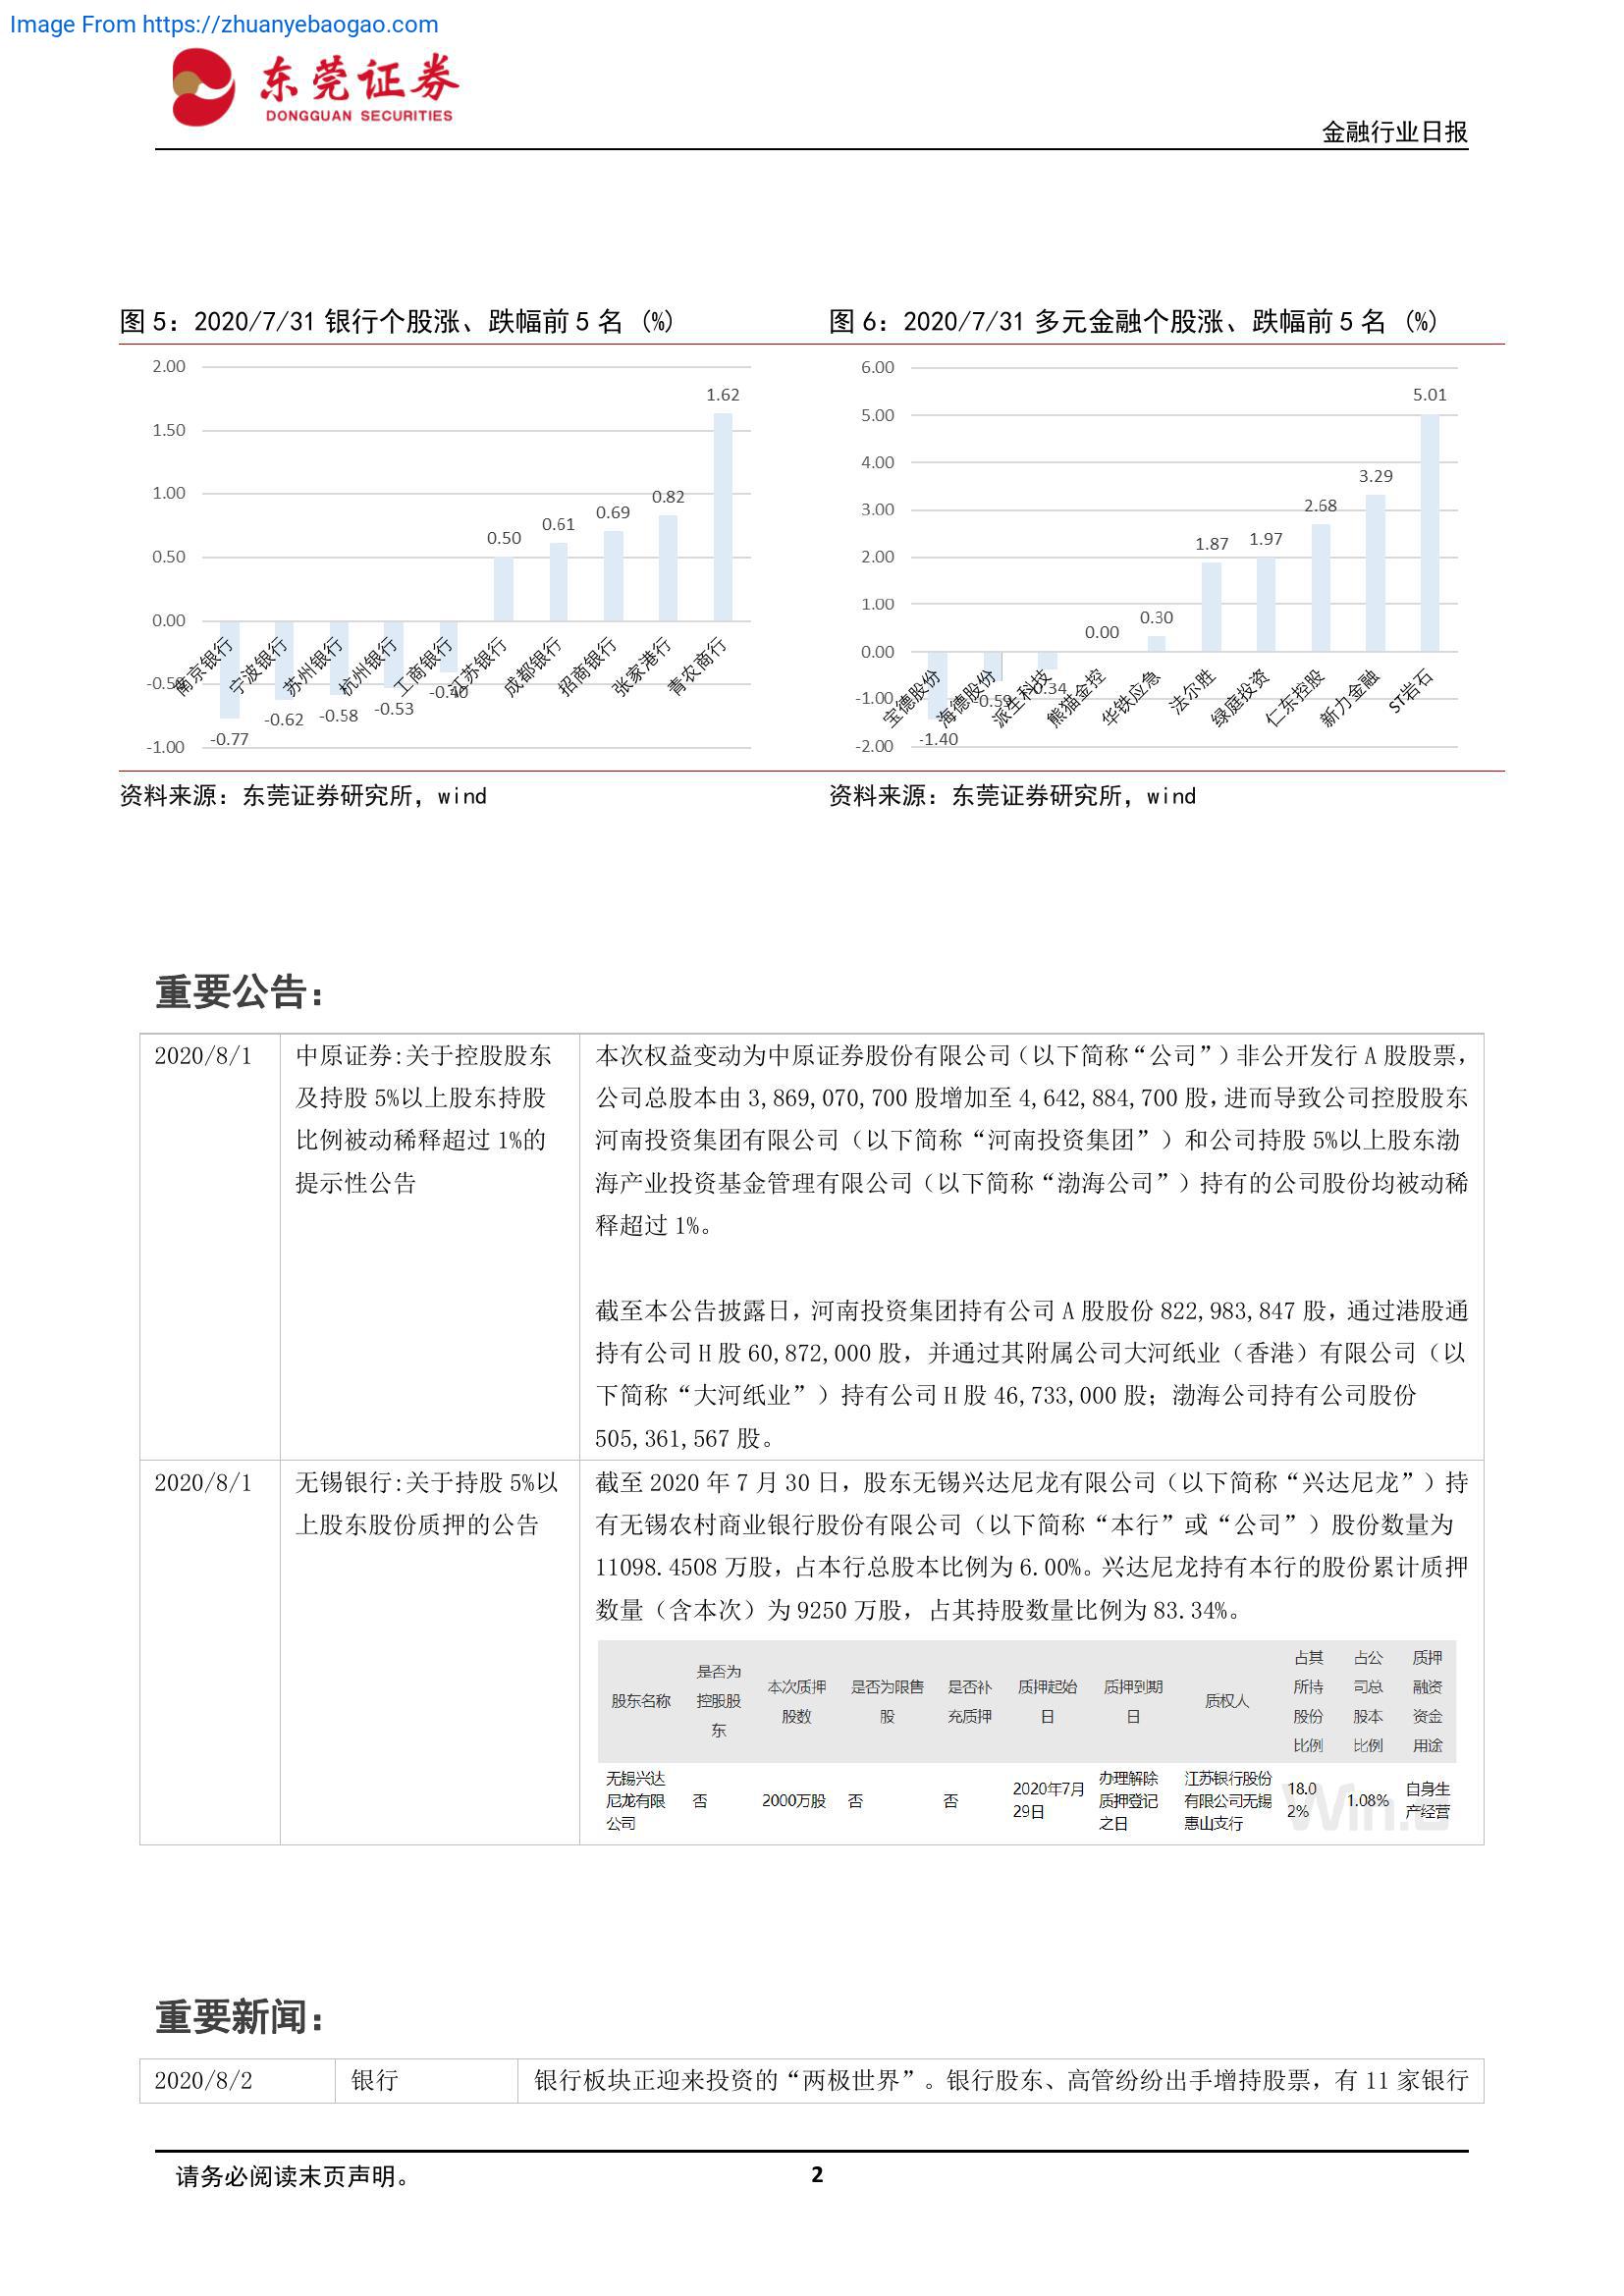 Image From https://zhuanyebaogao.com
东莞证券
DONGGUAN SECURITIES
金融行业日报
图 5：2020/7/31 银行个股涨、跌幅前 5 名 (%)
2.00
1.50
1.00
0.50
0.00
-0.50
-1.00
-0.77
-0.62
-0.58
-0.53
-0.40
0.50
0.61
0.69
0.82
1.62
南京银行
宁波银行
苏州银行
杭州银行
工商银行
江苏银行
成都银行
招商银行
张家港行
青农商行
资料来源：东莞证券研究所，wind
图 6：2020/7/31 多元金融个股涨、跌幅前 5 名 (%)
6.00
5.00
4.00
3.00
2.00
1.00
0.00
-1.00
-2.00
-1.40
-0.59
-0.34
0.00
0.30
1.87
1.97
2.68
3.29
5.01
宝德股份
海德股份
派生科技
熊猫金控
华铁应急
法尔胜
绿庭投资
仁东控股
新力金融
ST岩石
资料来源：东莞证券研究所，wind
重要公告：
2020/8/1
中原证券:关于控股股东
及持股 5%以上股东持股
比例被动稀释超过 1%的
提示性公告
本次权益变动为中原证券股份有限公司（以下简称“公司”）非公开发行 A 股股票，
公司总股本由 3,869,070,700 股增加至 4,642,884,700 股，进而导致公司控股股东
河南投资集团有限公司（以下简称“河南投资集团”）和公司持股 5%以上股东渤
海产业投资基金管理有限公司（以下简称“渤海公司”）持有的公司股份均被动稀
释超过 1%。
截至本公告披露日，河南投资集团持有公司 A 股股份 822,983,847 股，通过港股通
持有公司 H 股 60,872,000 股，并通过其附属公司大河纸业（香港）有限公司（以
下简称“大河纸业”）持有公司 H 股 46,733,000 股；渤海公司持有公司股份
505,361,567 股。
2020/8/1
无锡银行:关于持股 5%以
上股东股份质押的公告
截至 2020 年 7 月 30 日，股东无锡兴达尼龙有限公司（以下简称“兴达尼龙”）持
有无锡农村商业银行股份有限公司（以下简称“本行”或“公司”）股份数量为
11098.4508 万股，占本行总股本比例为 6.00%。兴达尼龙持有本行的股份累计质押
数量（含本次）为 9250 万股，占其持股数量比例为 83.34%。
股东名称
是否为
控股股
东
本次质押
股数
是否为限售
股
是否补
充质押
质押起始
日
质押到期
日
质权人
占其
所持
股份
比例
占公
司总
股本
比例
质押
融资
资金
用途
无锡兴达
尼龙有限
公司
否
2000万股
否
否
2020年7月
29日
办理解除
质押登记
之日
江苏银行股份
有限公司无锡
惠山支行
18.0
2%
1.08%
自身生
产经营
Win.d
重要新闻：
2020/8/2
银行
银行板块正迎来投资的“两极世界”。银行股东、高管纷纷出手增持股票，有 11 家银行
请务必阅读末页声明。
2